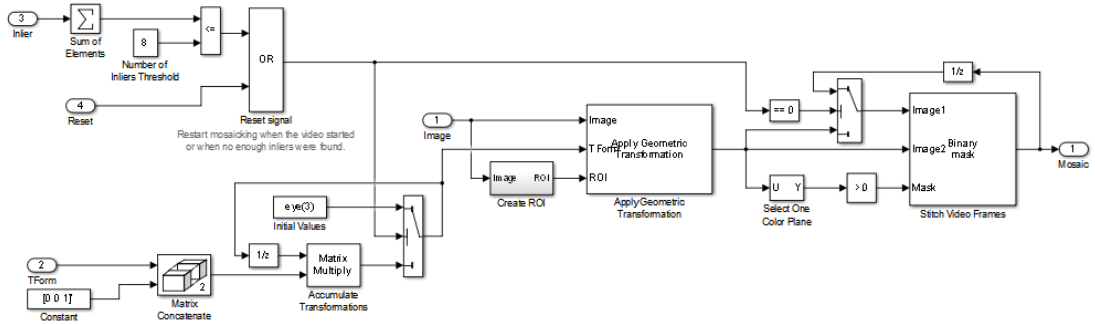 3
Inlier
Sum of
Elements
8
Number of
Inliers Threshold
<=
4
Reset
OR
Reset signal
Restart mosaicking when the video started
or when no enough inliers were found.
1
Image
Image
ROI
Create ROI
Image
T Form
ROI
Apply Geometric
Transformation
Apply Geometric
Transformation
== 0
1/z
U
Y
Select One
Color Plane
> 0
Image1
Image2
Mask
Binary
mask
Stitch Video Frames
1
Mosaic
eye(3)
Initial Values
1/z
Matrix
Multiply
Accumulate
Transformations
2
TForm
[0 0 1]'
Constant
2
Matrix
Concatenate